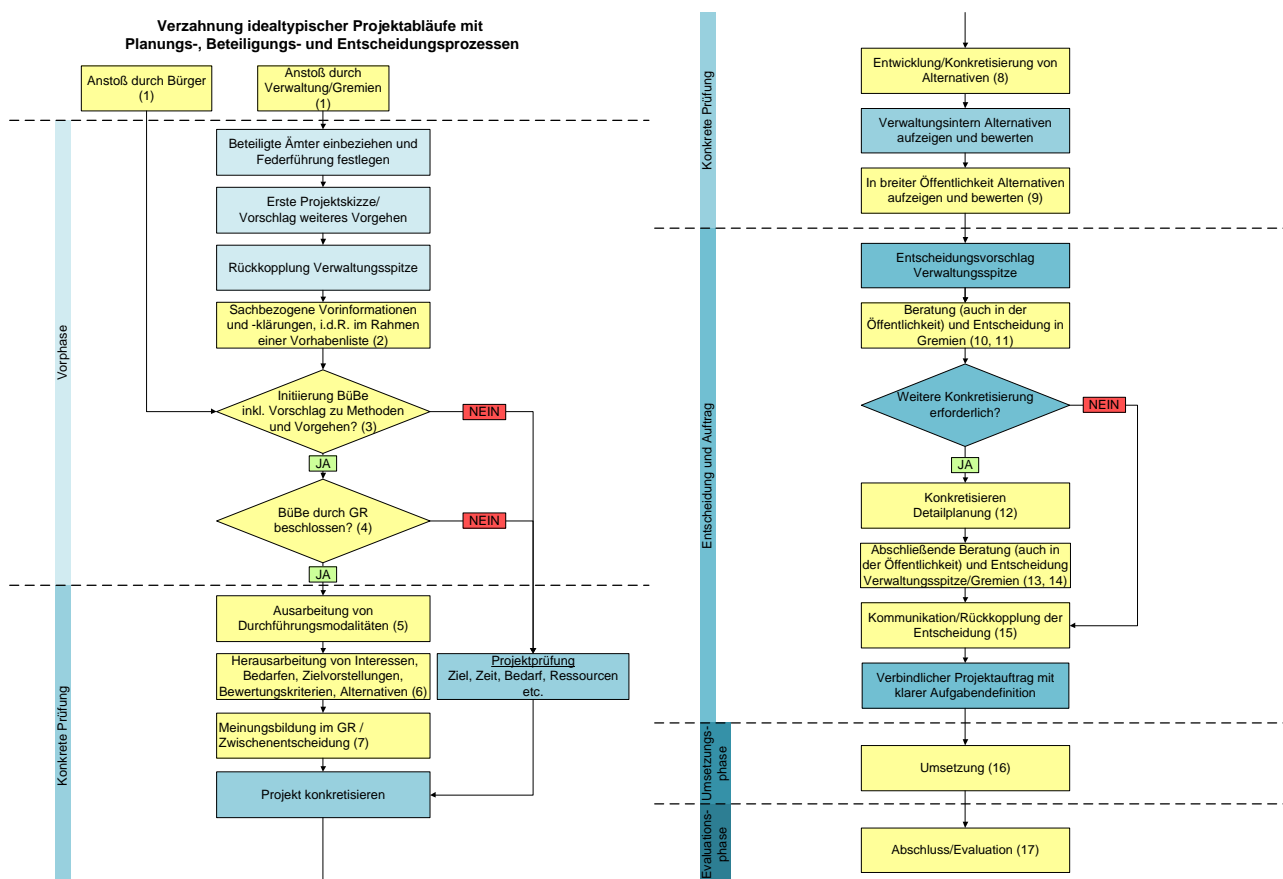 Verzahnung idealtypischer Projektabläufe mit
Planungs-, Beteiligungs- und Entscheidungsprozessen
Anstoß durch Bürger
(1)
Anstoß durch
Verwaltung/Gremien
(1)
Vorphase
Beteiligte Ämter einbeziehen und
Federführung festlegen
Erste Projektskizze/
Vorschlag weiteres Vorgehen
Rückkopplung Verwaltungsspitze
Sachbezogene Vorinformationen
und -klärungen, i.d.R. im Rahmen
einer Vorhabenliste (2)
Initiierung BüBe
inkl. Vorschlag zu Methoden
und Vorgehen? (3)
NEIN
JA
BüBe durch GR
beschlossen? (4)
NEIN
JA
Konkrete Prüfung
Ausarbeitung von
Durchführungsmodalitäten (5)
Herausarbeitung von Interessen,
Bedarfen, Zielvorstellungen,
Bewertungskriterien, Alternativen (6)
Projektprüfung
Ziel, Zeit, Bedarf, Ressourcen
etc.
Meinungsbildung im GR /
Zwischenentscheidung (7)
Projekt konkretisieren
Konkrete Prüfung
Entwicklung/Konkretisierung von
Alternativen (8)
Verwaltungsintern Alternativen
aufzeigen und bewerten
In breiter Öffentlichkeit Alternativen
aufzeigen und bewerten (9)
Entscheidung und Auftrag
Entscheidungsvorschlag
Verwaltungsspitze
Beratung (auch in der
Öffentlichkeit) und Entscheidung in
Gremien (10, 11)
Weitere Konkretisierung
erforderlich?
NEIN
JA
Konkretisieren
Detailplanung (12)
Abschließende Beratung (auch in
der Öffentlichkeit) und Entscheidung
Verwaltungsspitze/Gremien (13, 14)
Kommunikation/Rückkopplung der
Entscheidung (15)
Verbindlicher Projektauftrag mit
klarer Aufgabendefinition
Umsetzungs-
phase
Umsetzung (16)
Evaluations-
phase
Abschluss/Evaluation (17)